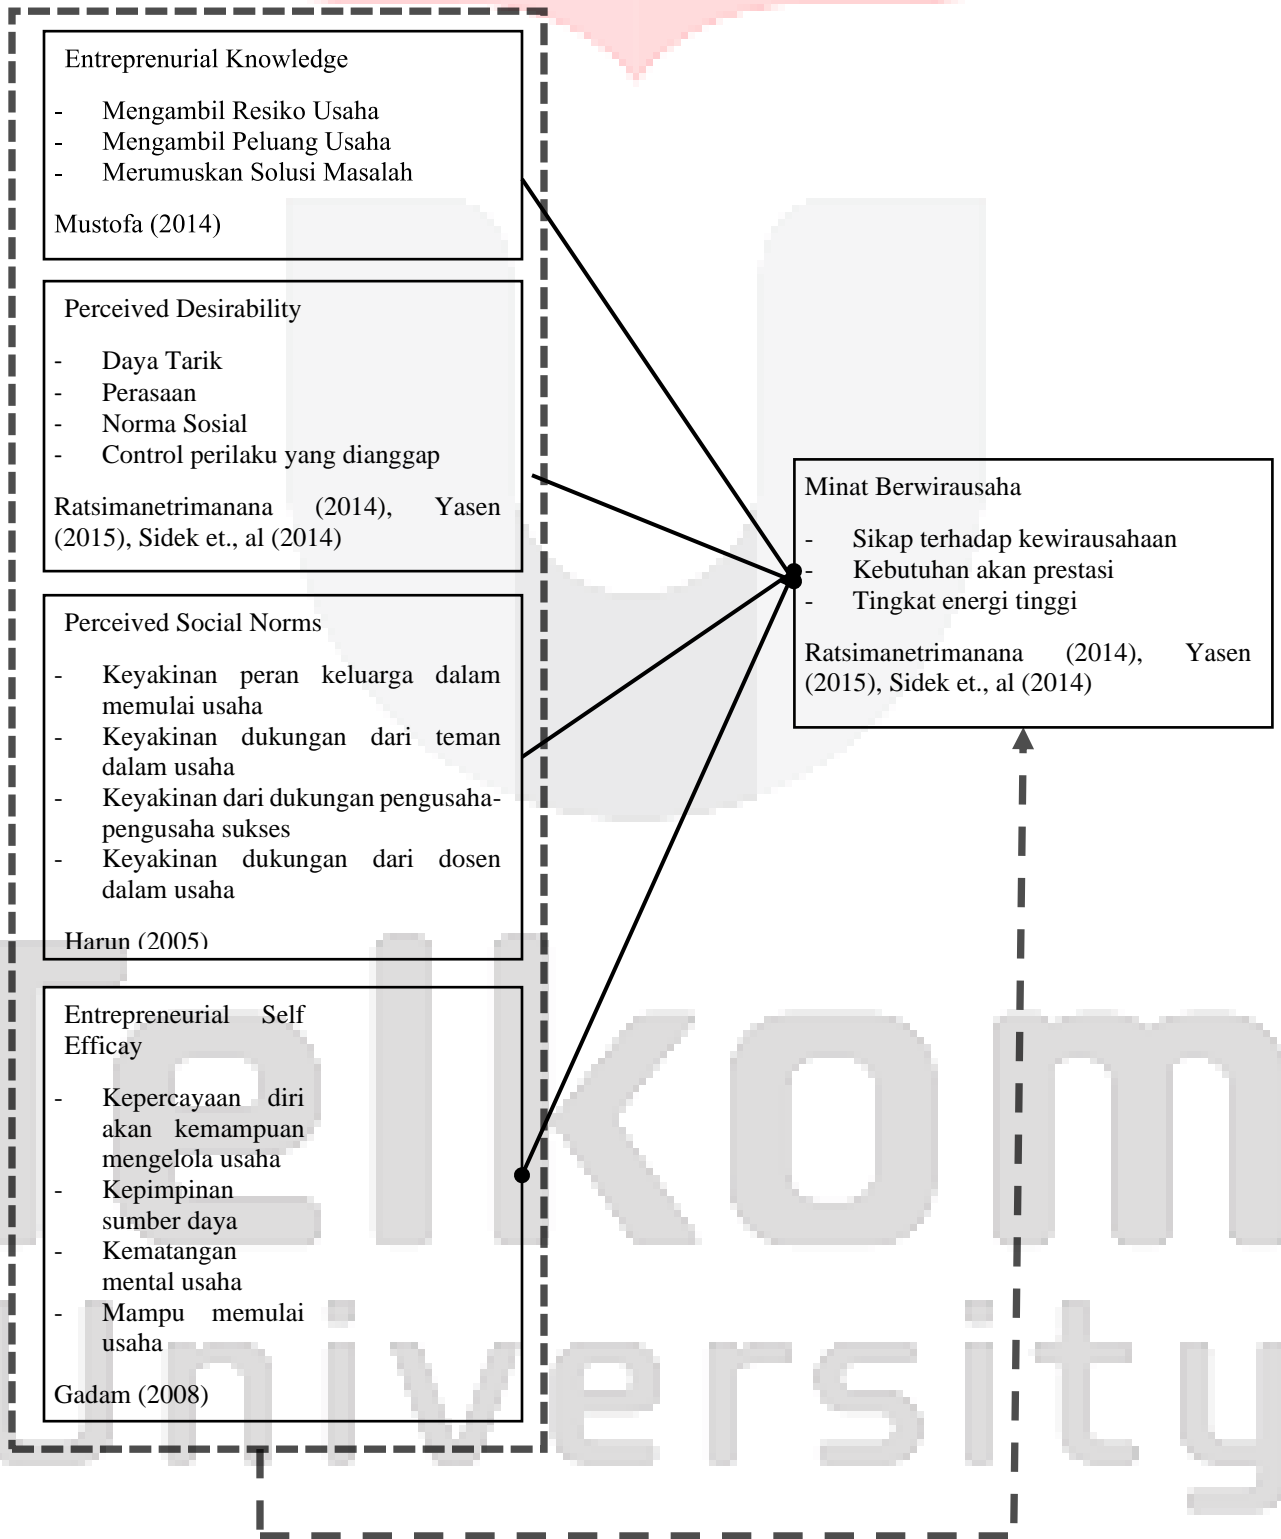 Entreprenurial Knowledge
- Mengambil Resiko Usaha
- Mengambil Peluang Usaha
- Merumuskan Solusi Masalah
Mustofa (2014)
Perceived Desirability
- Daya Tarik
- Perasaan
- Norma Sosial
- Control perilaku yang dianggap
Ratsimanetrimanana (2014), Yasen
(2015), Sidek et., al (2014)
Perceived Social Norms
- Keyakinan peran keluarga dalam
memulai usaha
- Keyakinan dukungan dari teman
dalam usaha
- Keyakinan dari dukungan pengusaha-
pengusaha sukses
- Keyakinan dukungan dari dosen
dalam usaha
Harun (2005)
Entrepreneurial Self
Efficay
- Kepercayaan diri
akan kemampuan
mengelola usaha
- Kepimpinan
sumber daya
- Kematangan
mental usaha
- Mampu memulai
usaha
Gadam (2008)
Minat Berwirausaha
- Sikap terhadap kewirausahaan
- Kebutuhan akan prestasi
- Tingkat energi tinggi
Ratsimanetrimanana (2014), Yasen
(2015), Sidek et., al (2014)
Telkom
University